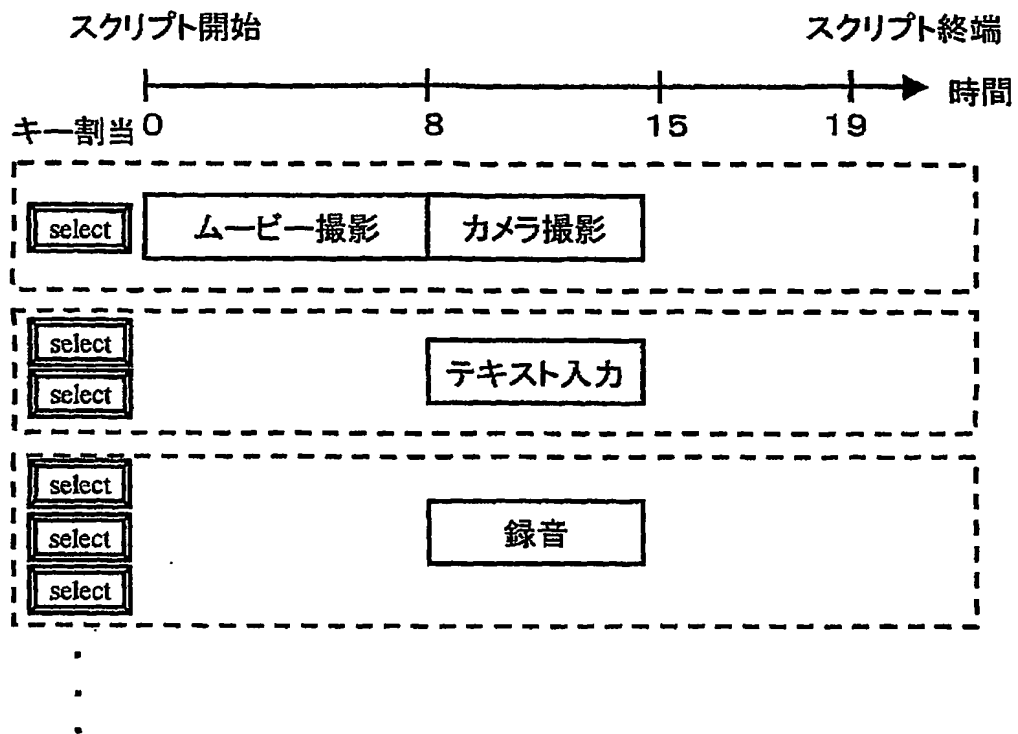 スクリプト開始 スクリプト終端
時間
キー割当 0 8 15 19
select ムービー撮影 カメラ撮影
select
テキスト入力
select
select
録音
select
select